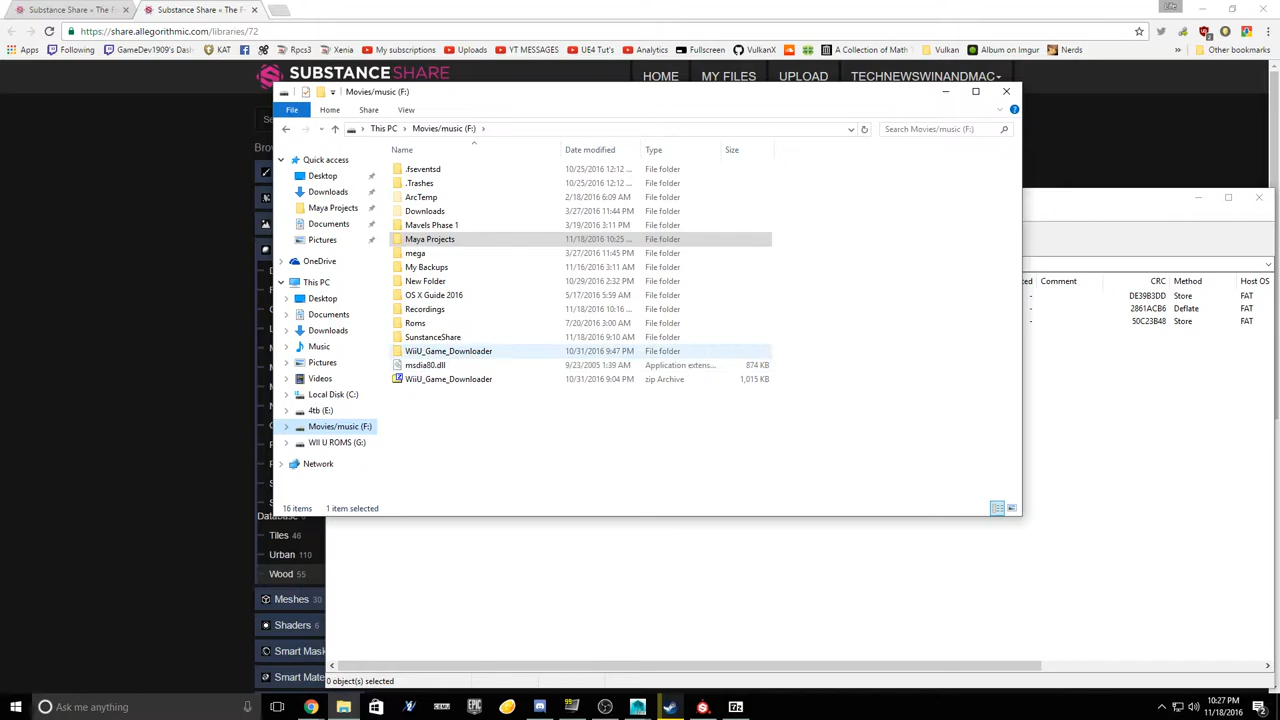 Substance Share » The F
Substance Share » The F
Elfie
https://share.allegorithmic.com/libraries/72
Apps Following GameDev1909's Dash KAT Rpcs3 Xenia My subscriptions Uploads YT MESSAGES UE4 Tut's Analytics Fullscreen VulkanX A Collection of Math Vulkan Album on Imgur Nerds » Other bookmarks
SUBSTANCESHARE
HOME MY FILES UPLOAD TECHNEWSWINANDMAC
Movies/music (F:)
File Home Share View
This PC Movies/music (F:)
Search Movies/music (F:)
Name Date modified Type Size
Quick access
Desktop
Downloads
Maya Projects
Documents
Pictures
OneDrive
This PC
Desktop
Documents
Downloads
Music
Pictures
Videos
Local Disk (C:)
4tb (E:)
Movies/music (F:)
WII U ROMS (G:)
Network
.fseventsd 10/25/2016 12:12 ... File folder
.Trashes 10/25/2016 12:12 ... File folder
ArcTemp 2/18/2016 6:09 AM File folder
Downloads 3/27/2016 11:44 PM File folder
Mavels Phase 1 3/19/2016 3:11 PM File folder
Maya Projects 11/18/2016 10:25 ... File folder
mega 3/27/2016 11:45 PM File folder
My Backups 11/16/2016 3:11 AM File folder
New Folder 10/29/2016 2:32 PM File folder
OS X Guide 2016 5/17/2016 5:59 AM File folder
Recordings 11/18/2016 10:16 ... File folder
Roms 7/20/2016 3:00 AM File folder
SunstanceShare 11/18/2016 9:10 AM File folder
WiiU_Game_Downloader 10/31/2016 9:47 PM File folder
msdia80.dll 9/23/2005 1:39 AM Application extens... 874 KB
WiiU_Game_Downloader 10/31/2016 9:04 PM zip Archive 1,015 KB
16 items 1 item selected
ted Comment CRC Method Host OS
- DE39B3DD Store FAT
- 2861ACB6 Deflate FAT
- 50C23B48 Store FAT
Se
Brow
Database 6
Tiles 46
Urban 110
Wood 55
Meshes 30
Shaders 6
Smart Mask
Smart Mate
0 object(s) selected
Ask me anything
10:27 PM
11/18/2016
2